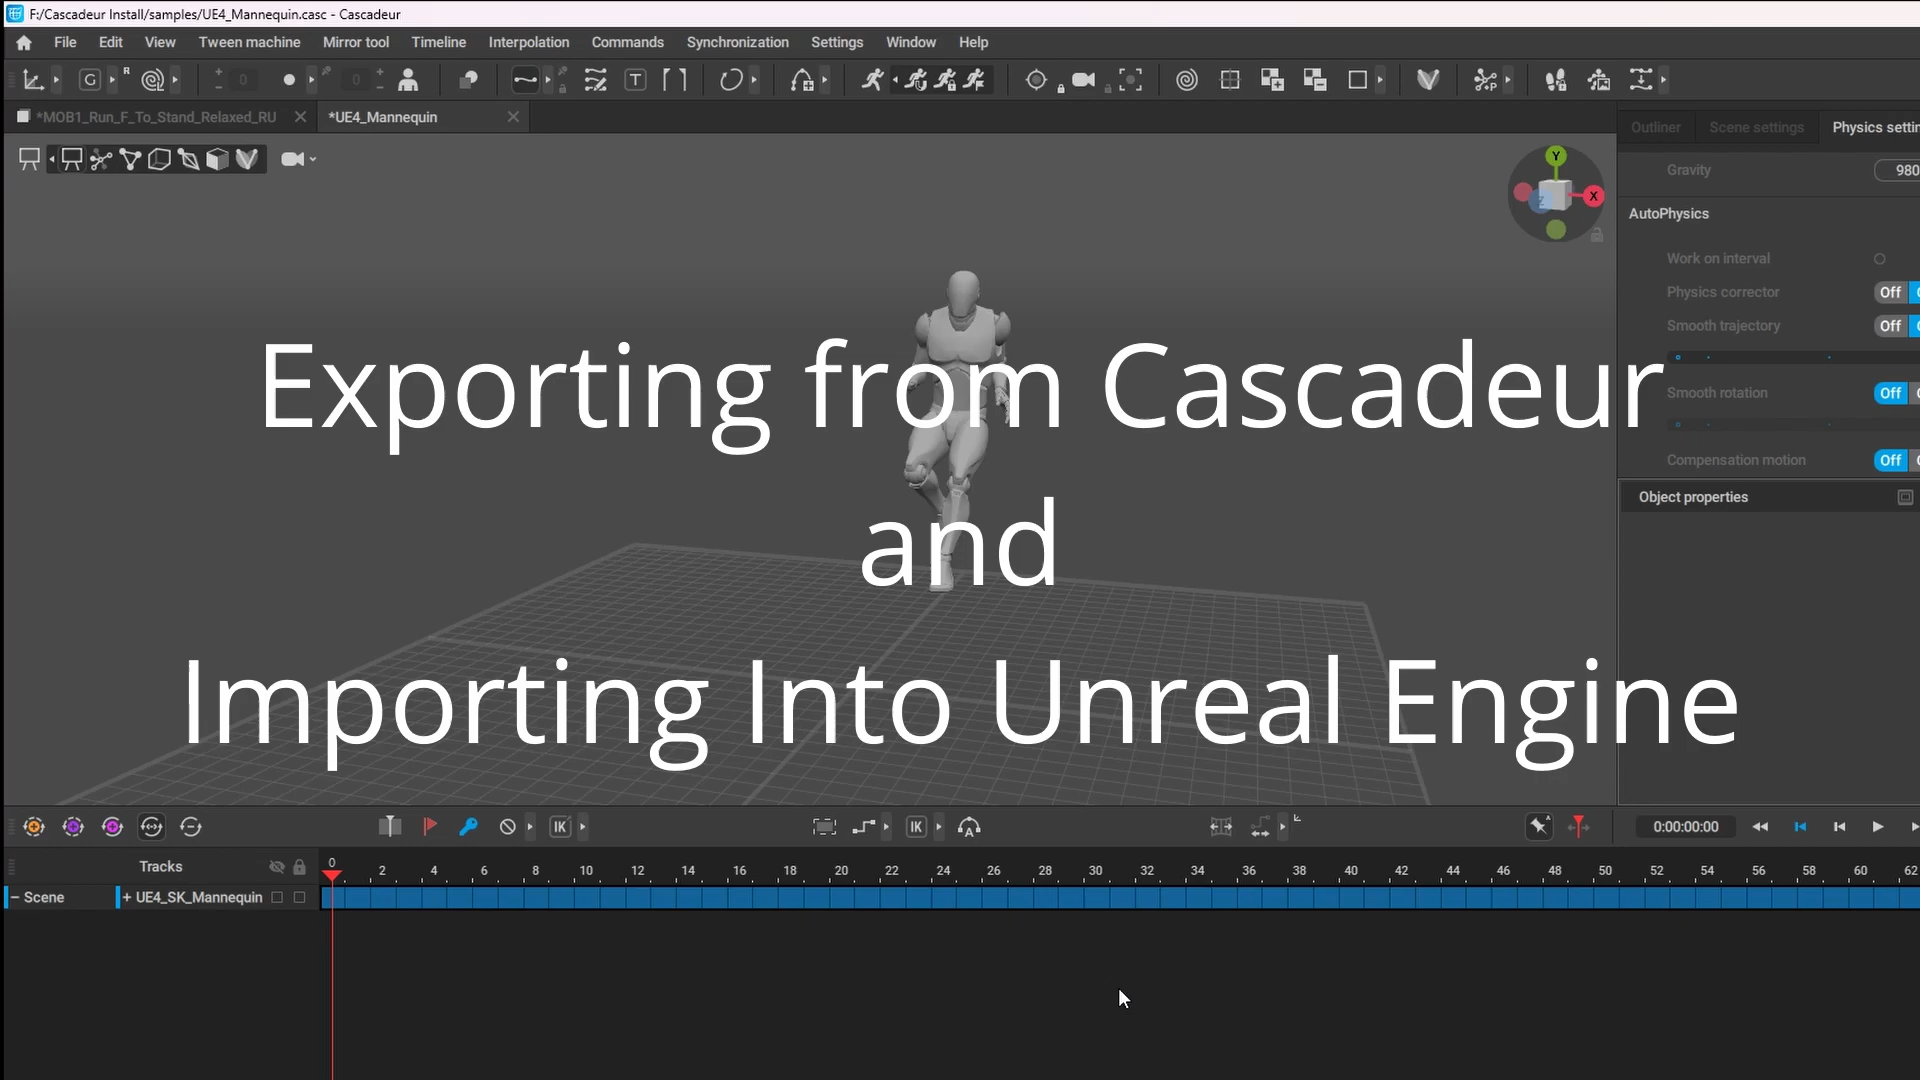 F:/Cascadeur Install/samples/UE4_Mannequin.casc - Cascadeur
File Edit View Tween machine Mirror tool Timeline Interpolation Commands Synchronization Settings Window Help
G R 0 0 T
*MOB1_Run_F_To_Stand_Relaxed_RU *UE4_Mannequin
Outliner Scene settings
Y
X
Z
Gravity 980
AutoPhysics
Work on interval
Physics corrector Off
Smooth trajectory Off
Smooth rotation Off
Compensation motion Off
Object properties
Exporting from Cascadeur
and
Importing Into Unreal Engine
IK IK A 0:00:00:00
Tracks 0 2 4 6 8 10 12 14 16 18 20 22 24 26 28 30 32 34 36 38 40 42 44 46 48 50 52 54 56 58 60 62
Scene + UE4_SK_Mannequin